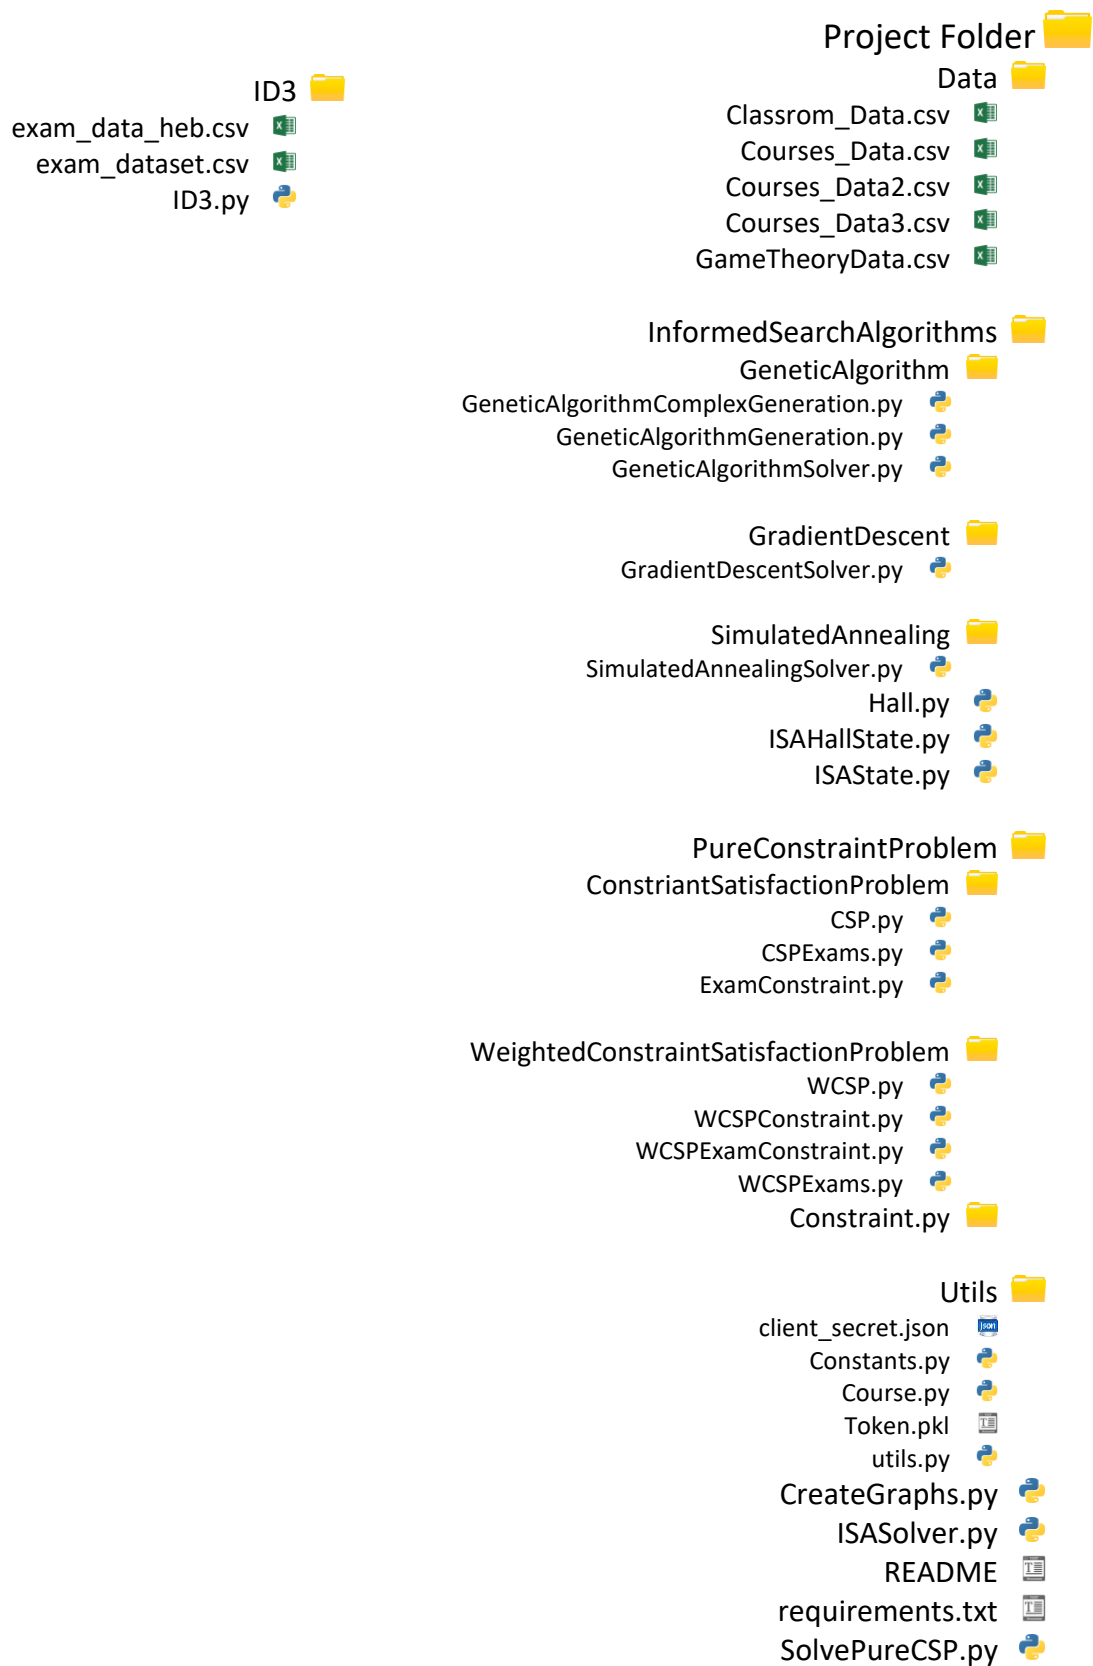 Project Folder
Data
Classrom_Data.csv
Courses_Data.csv
Courses_Data2.csv
Courses_Data3.csv
GameTheoryData.csv
InformedSearchAlgorithms
GeneticAlgorithm
GeneticAlgorithmComplexGeneration.py
GeneticAlgorithmGeneration.py
GeneticAlgorithmSolver.py
GradientDescent
GradientDescentSolver.py
SimulatedAnnealing
SimulatedAnnealingSolver.py
Hall.py
ISAHallState.py
ISAState.py
PureConstraintProblem
ConstriantSatisfactionProblem
CSP.py
CSPExams.py
ExamConstraint.py
WeightedConstraintSatisfactionProblem
WCSP.py
WCSPConstraint.py
WCSPExamConstraint.py
WCSPExams.py
Constraint.py
Utils
client_secret.json
Constants.py
Course.py
Token.pkl
utils.py
CreateGraphs.py
ISASolver.py
README
requirements.txt
SolvePureCSP.py
ID3
exam_data_heb.csv
exam_dataset.csv
ID3.py